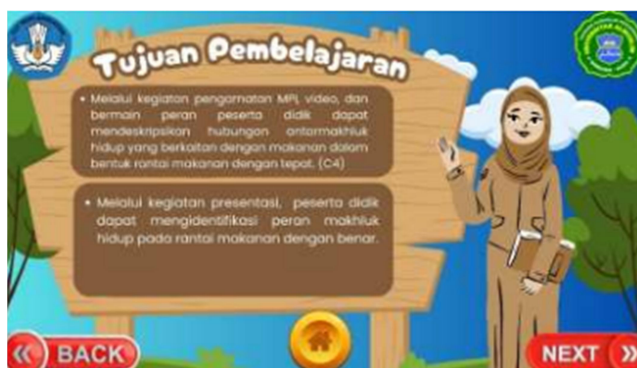 Tujuan Pembelajaran
• Melalui kegiatan pengamatan MPI, video, dan
bermain peran peserta didik dapat
mendeskripsikan hubungan antarmakhluk
hidup yang berkaitan dengan makanan dalam
bentuk rantai makanan dengan tepat. (C4)
• Melalui kegiatan presentasi, peserta didik
dapat mengidentifikasi peran makhluk
hidup pada rantai makanan dengan benar.
BACK
NEXT